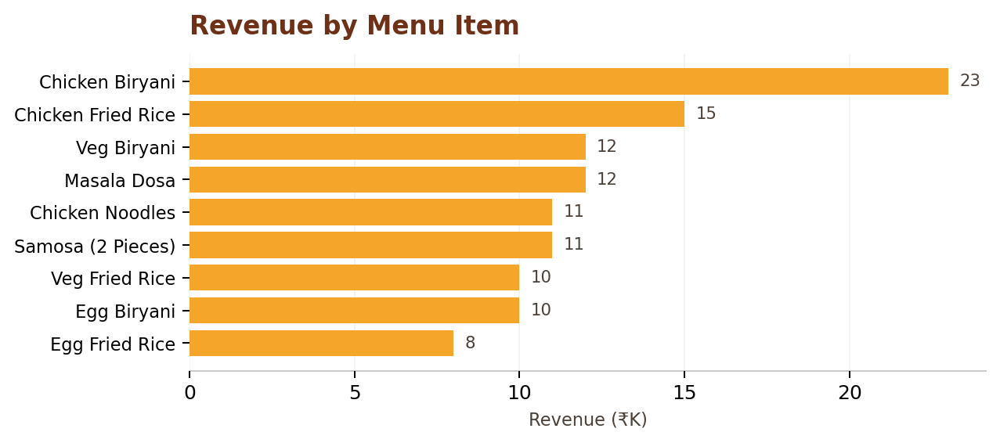 Revenue by Menu Item
Chicken Biryani 23
Chicken Fried Rice 15
Veg Biryani 12
Masala Dosa 12
Chicken Noodles 11
Samosa (2 Pieces) 11
Veg Fried Rice 10
Egg Biryani 10
Egg Fried Rice 8
0 5 10 15 20
Revenue (₹K)